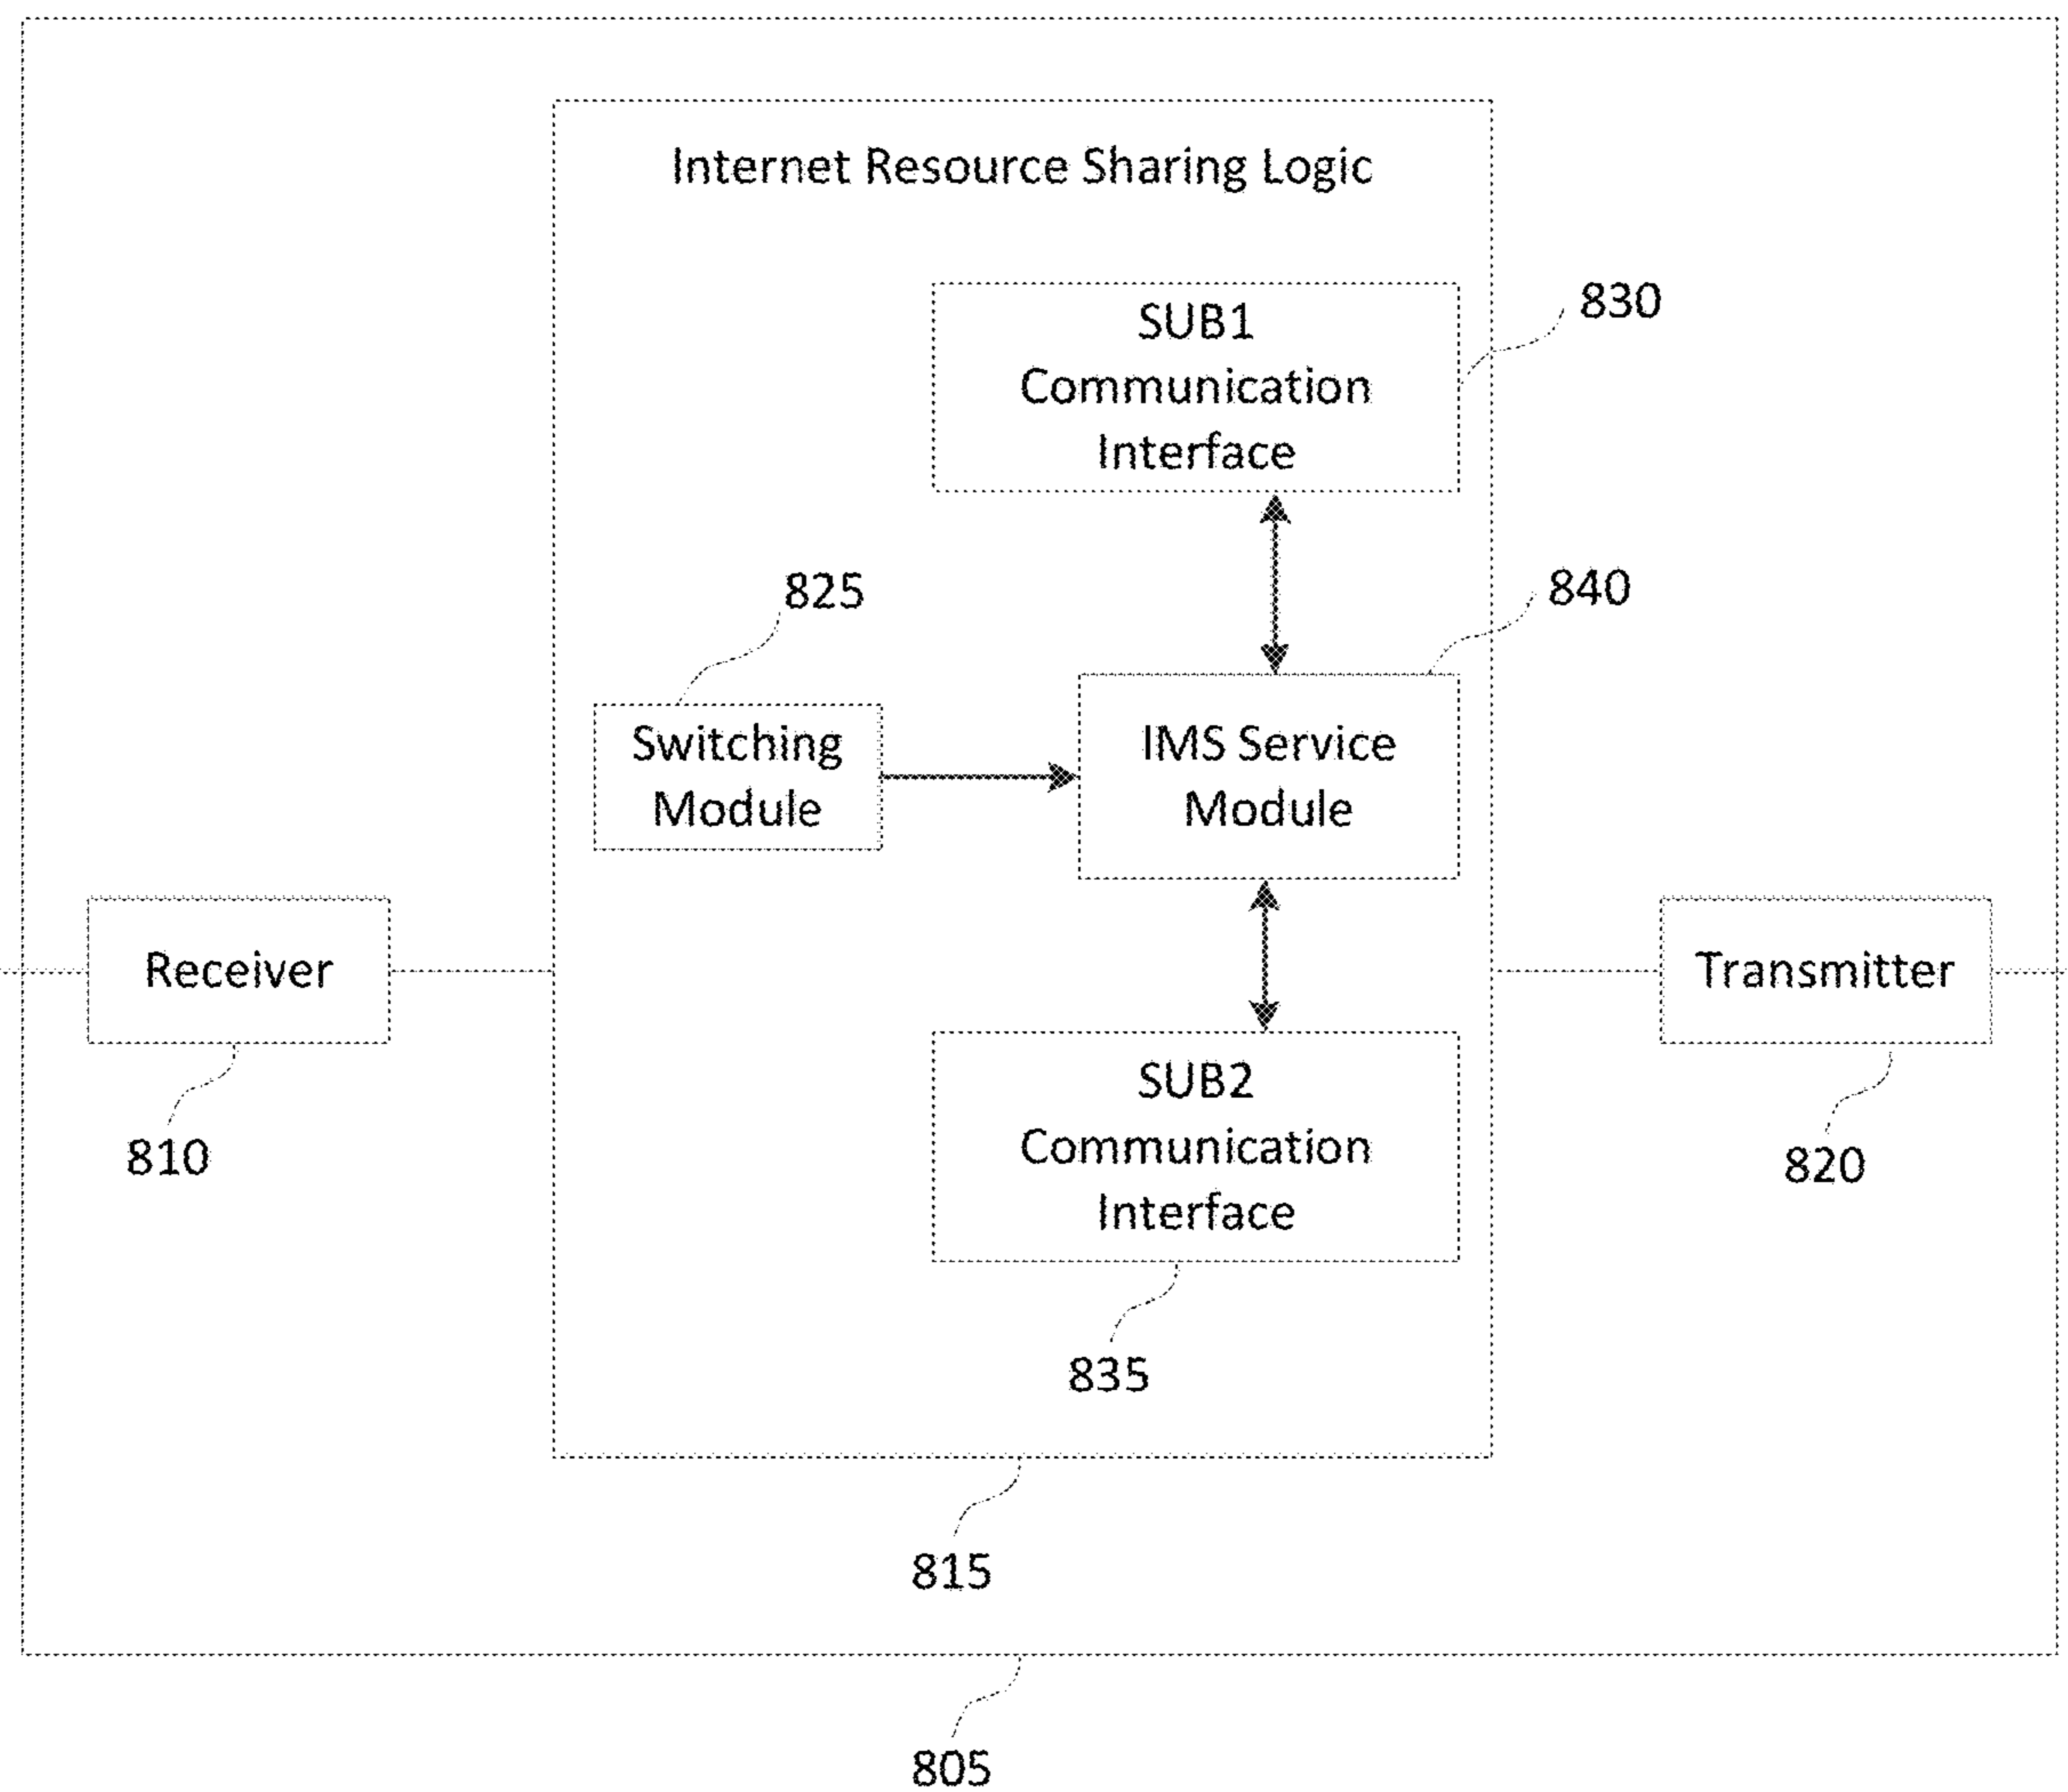 Internet Resource Sharing Logic
SUB1
Communication
Interface
830
825
840
Switching
Module
IMS Service
Module
Receiver
810
Transmitter
820
SUB2
Communication
Interface
835
815
805